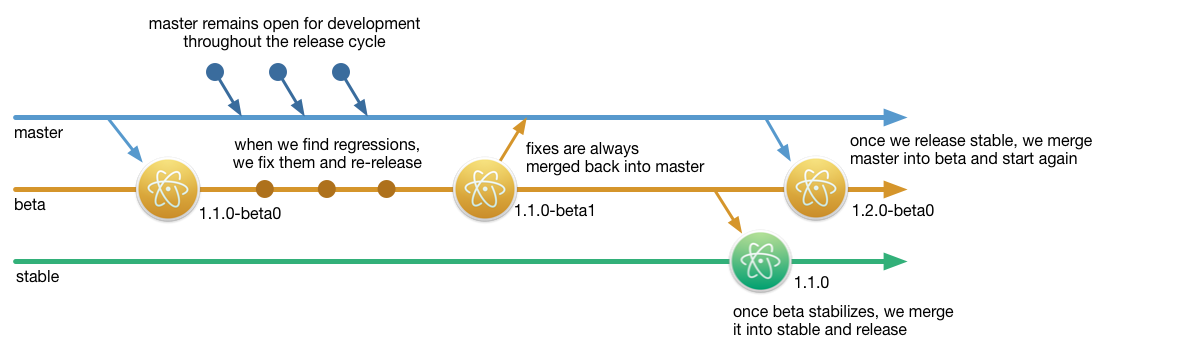 master remains open for development
throughout the release cycle
master
when we find regressions,
we fix them and re-release
fixes are always
merged back into master
once we release stable, we merge
master into beta and start again
beta
1.1.0-beta0
1.1.0-beta1
1.2.0-beta0
stable
1.1.0
once beta stabilizes, we merge
it into stable and release